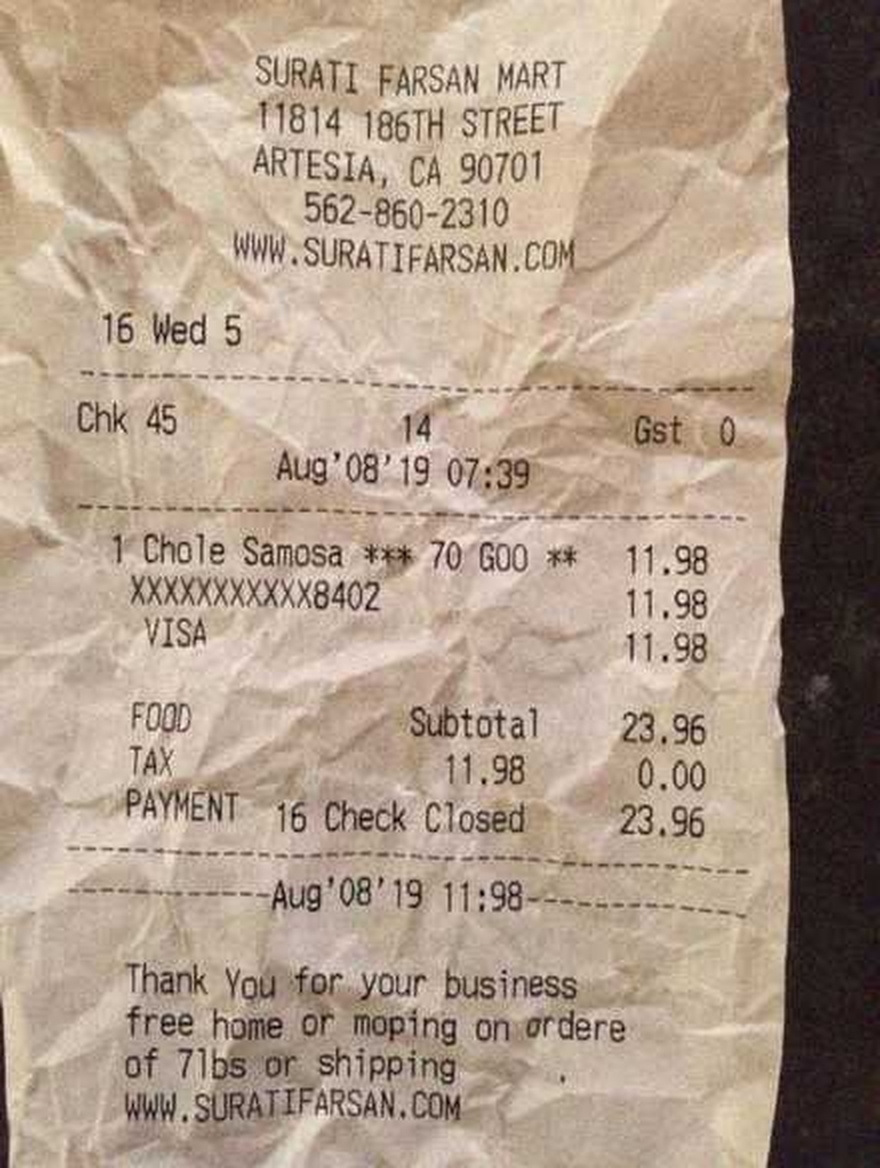 SURATI FARSAN MART
11814 186TH STREET
ARTESIA, CA 90701
562-860-2310
WWW.SURATIFARSAN.COM
16 Wed 5
Chk 45 14 Gst 0
Aug'08'19 07:39
1 Chole Samosa *** 70 GOO ** 11.98
XXXXXXXXXXX8402 11.98
VISA 11.98
FOOD Subtotal 23.96
TAX 11.98 0.00
PAYMENT 16 Check Closed 23.96
Aug'08'19 11:98
Thank You for your business
free home or moping on ordere
of 7lbs or shipping
WWW.SURATIFARSAN.COM